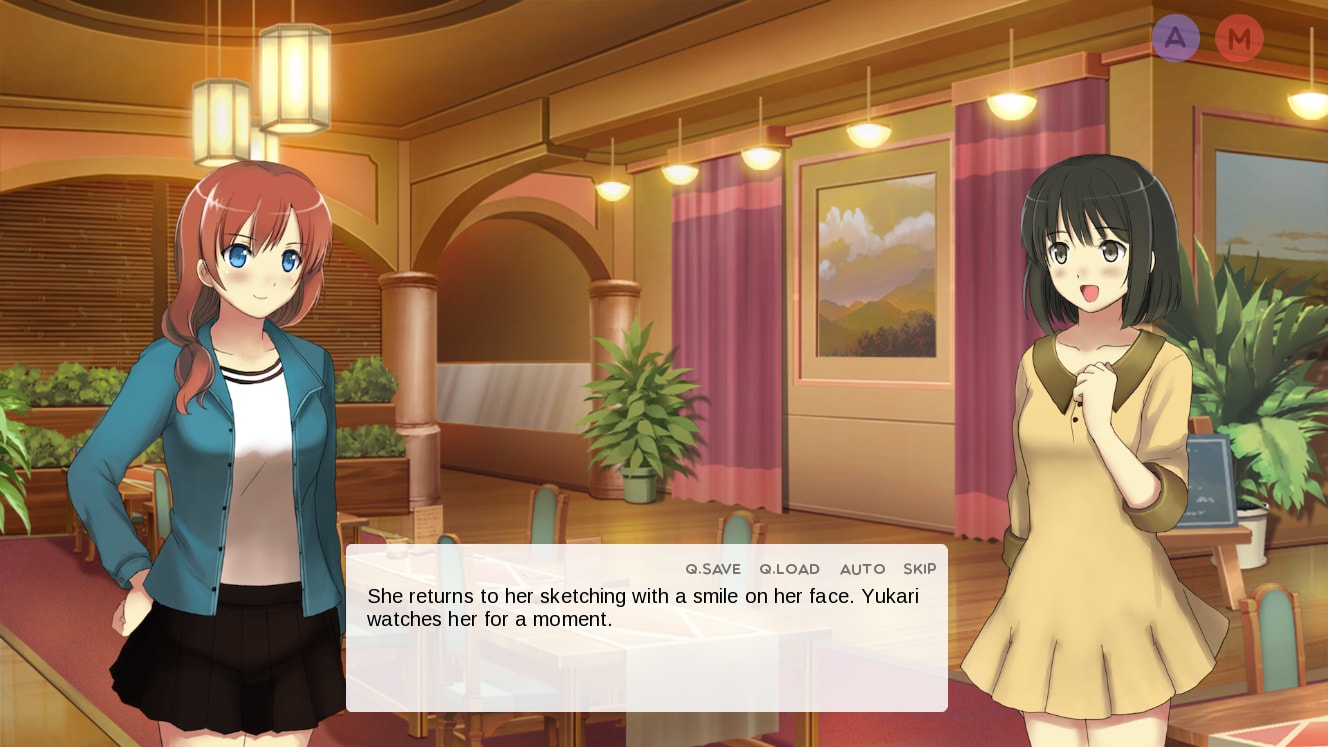 A M
Q.SAVE Q.LOAD AUTO SKIP
She returns to her sketching with a smile on her face. Yukari
watches her for a moment.